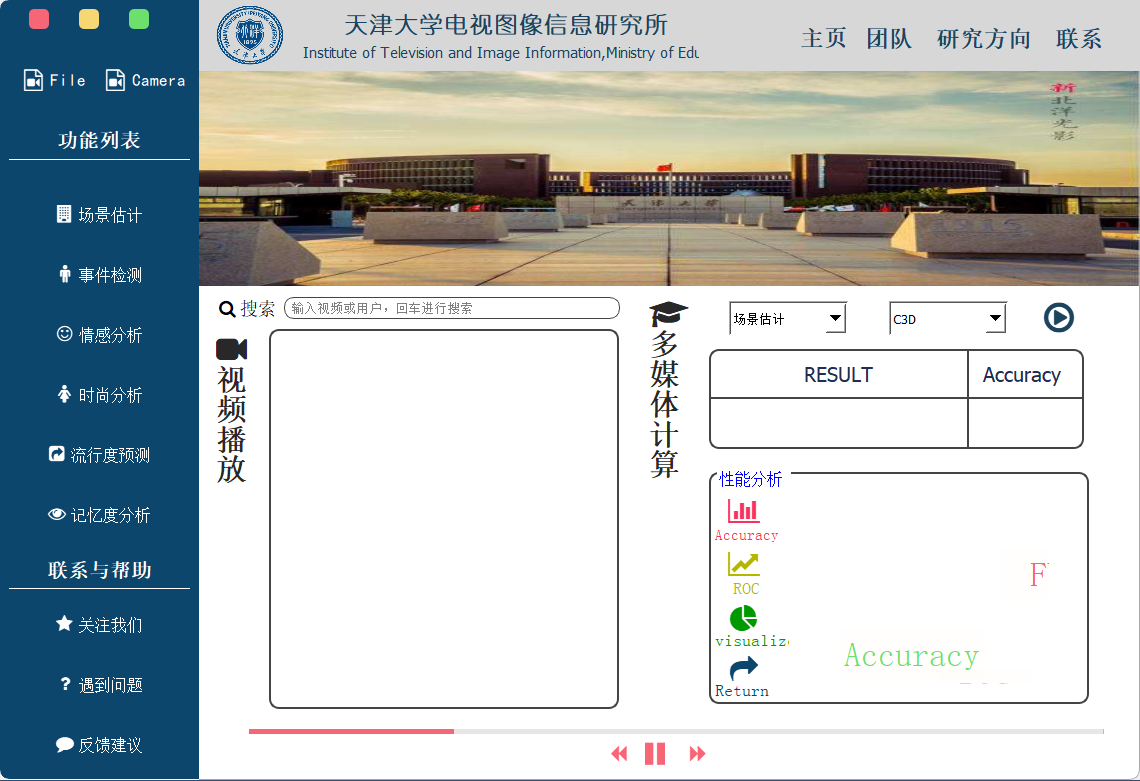 File Camera
功能列表
场景估计
事件检测
情感分析
时尚分析
流行度预测
记忆度分析
联系与帮助
关注我们
? 遇到问题
反馈建议
天津大学电视图像信息研究所
Institute of Television and Image Information,Ministry of Edu
主页 团队 研究方向 联系
新北洋光影
天津大学
1895
搜索 输入视频或用户，回车进行搜索
视频播放
多媒体计算
场景估计 C3D
RESULT Accuracy
性能分析
Accuracy
ROC
visualize
Return
F
Accuracy